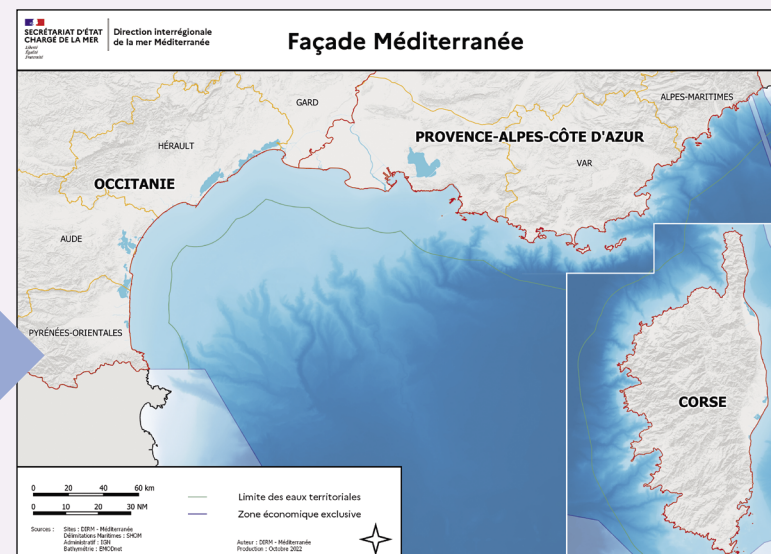 SECRÉTARIAT D'ÉTAT
CHARGÉ DE LA MER
Liberté
Égalité
Fraternité
Direction interrégionale
de la mer Méditerranée
Façade Méditerranée
GARD
ALPES-MARITIMES
PROVENCE-ALPES-CÔTE D'AZUR
HÉRAULT
VAR
OCCITANIE
AUDE
PYRÉNÉES-ORIENTALES
CORSE
0 20 40 60 km
0 10 20 30 NM
Limite des eaux territoriales
Zone économique exclusive
Sources : Sites : DIRM - Méditerranée
Délimitations Maritimes : SHOM
Administratif : IGN
Bathymétrie : EMODnet
Auteur : DIRM - Méditerranée
Production : Octobre 2022